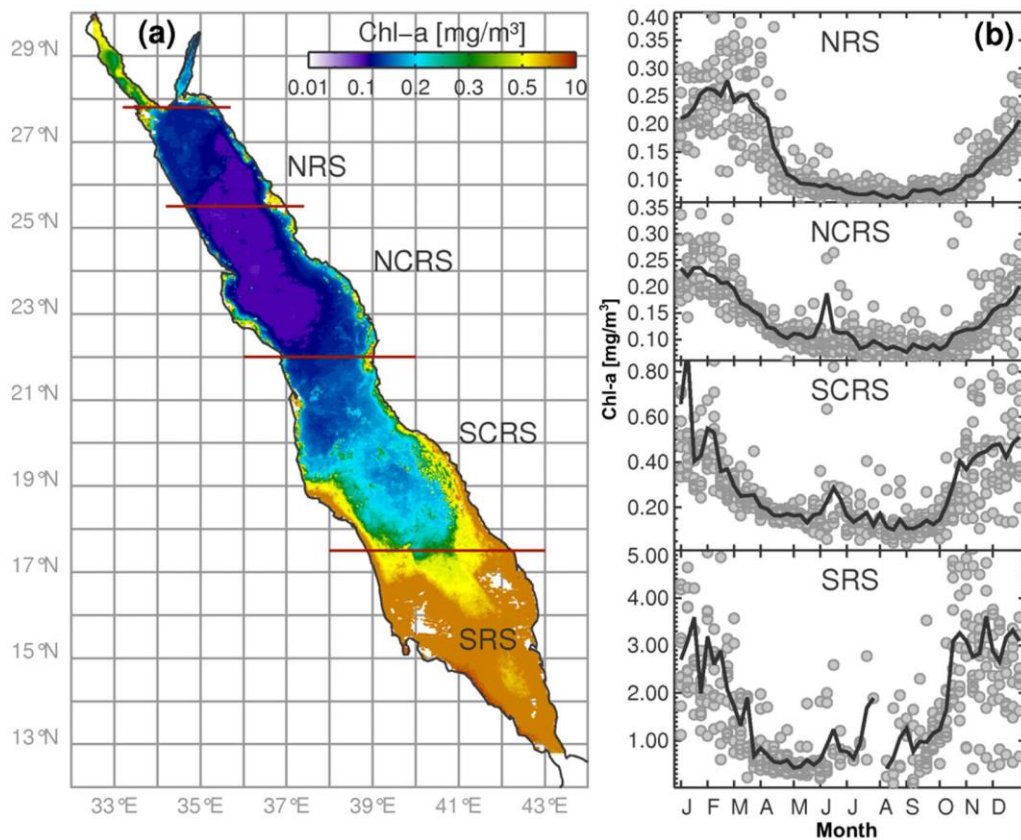 (a)
Chl–a [mg/m³]
0.01 0.1 0.2 0.3 0.5 10
29°N
27°N
25°N
23°N
21°N
19°N
17°N
15°N
13°N
33°E 35°E 37°E 39°E 41°E 43°E
NRS
NCRS
SCRS
SRS
(b)
Chl-a [mg/m³]
NRS
0.40
0.35
0.30
0.25
0.20
0.15
0.10
NCRS
0.35
0.30
0.25
0.20
0.15
0.10
SCRS
0.80
0.60
0.40
0.20
SRS
5.00
4.00
3.00
2.00
1.00
J F M A M J J A S O N D
Month